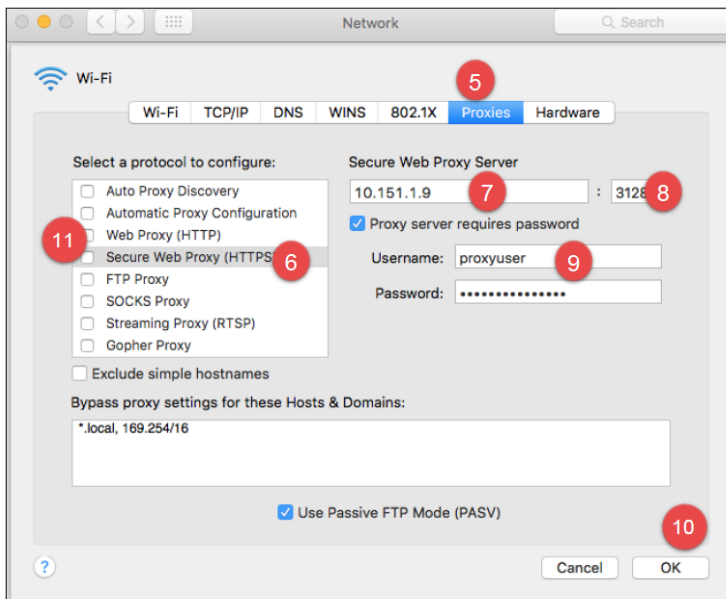 Network
Search
Wi-Fi
5
Wi-Fi TCP/IP DNS WINS 802.1X Proxies Hardware
Select a protocol to configure:
Auto Proxy Discovery
Automatic Proxy Configuration
Web Proxy (HTTP)
11
Secure Web Proxy (HTTPS
6
FTP Proxy
SOCKS Proxy
Streaming Proxy (RTSP)
Gopher Proxy
Exclude simple hostnames
Secure Web Proxy Server
10.151.1.9 7 : 3128 8
Proxy server requires password
Username: proxyuser 9
Password: •••••••••••••••
Bypass proxy settings for these Hosts & Domains:
*.local, 169.254/16
Use Passive FTP Mode (PASV)
10
? Cancel OK